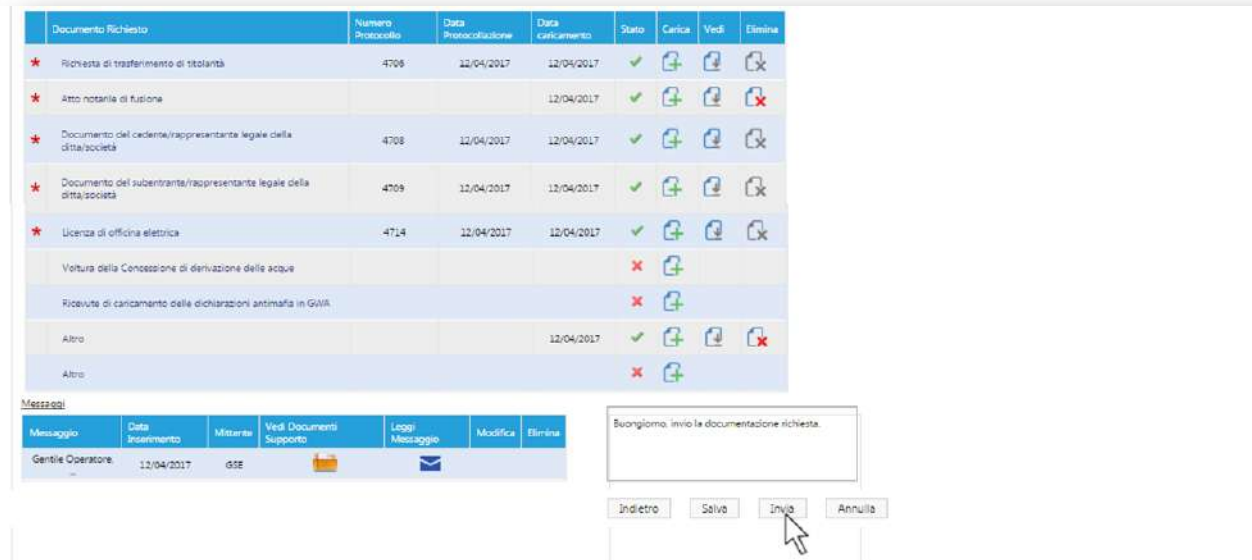 Documento Richiesto Numero Protocollo Data Protocollazione Data caricamento Stato Carica Vedi Elimina
* Richiesta di trasferimento di titolarità 4706 12/04/2017 12/04/2017
* Atto notarile di fusione 12/04/2017
* Documento del cedente/rappresentante legale della ditta/società 4708 12/04/2017 12/04/2017
* Documento del subentrante/rappresentante legale della ditta/società 4709 12/04/2017 12/04/2017
* Licenza di officina elettrica 4714 12/04/2017 12/04/2017
Voltura della Concessione di derivazione delle acque
Ricevute di caricamento delle dichiarazioni antimafia in GWA
Altro 12/04/2017
Altro
Messaggi
Messaggio Data Inserimento Mittente Vedi Documenti Supporto Leggi Messaggio Modifica Elimina
Gentile Operatore, ... 12/04/2017 GSE
Buongiorno, invio la documentazione richiesta.
Indietro Salva Invia Annulla